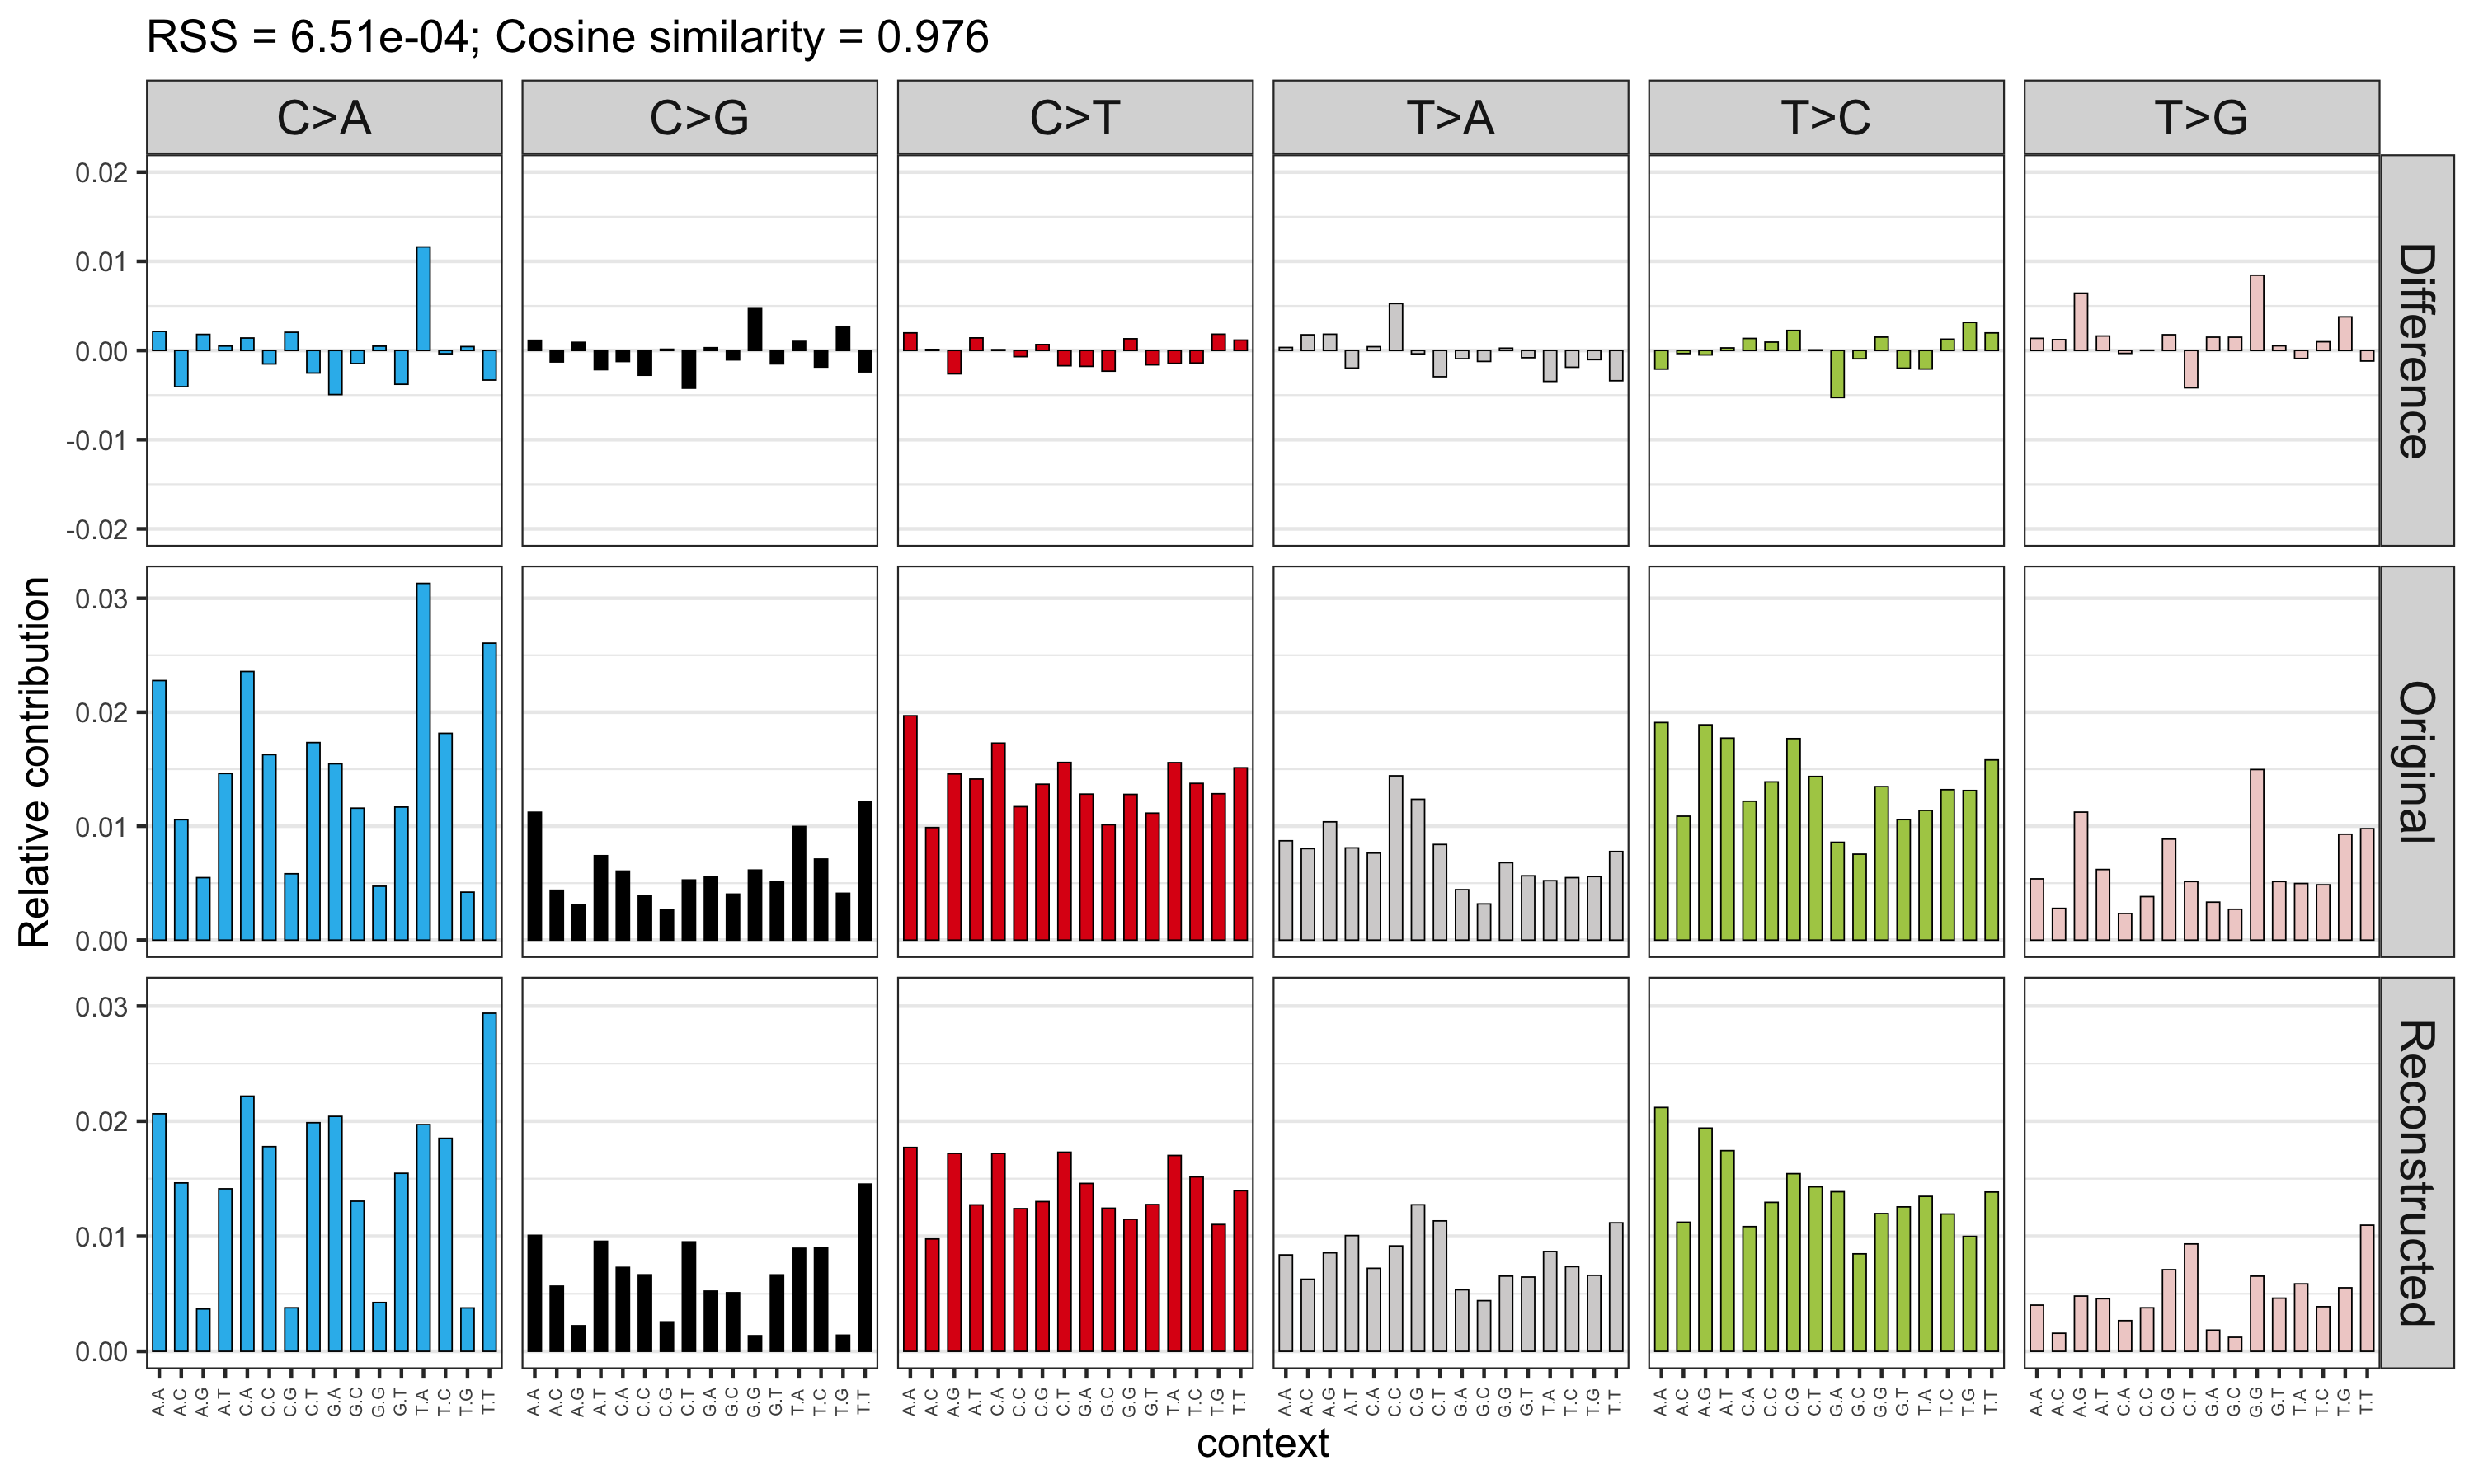 RSS = 6.51e-04; Cosine similarity = 0.976
C>A C>G C>T T>A T>C T>G
0.02
0.01
0.00
-0.01
-0.02
Difference
Relative contribution
0.03
0.02
0.01
0.00
Original
0.03
0.02
0.01
0.00
Reconstructed
A.A A.C A.G A.T C.A C.C C.G C.T G.A G.C G.G G.T T.A T.C T.G T.T
A.A A.C A.G A.T C.A C.C C.G C.T G.A G.C G.G G.T T.A T.C T.G T.T
A.A A.C A.G A.T C.A C.C C.G C.T G.A G.C G.G G.T T.A T.C T.G T.T
A.A A.C A.G A.T C.A C.C C.G C.T G.A G.C G.G G.T T.A T.C T.G T.T
A.A A.C A.G A.T C.A C.C C.G C.T G.A G.C G.G G.T T.A T.C T.G T.T
A.A A.C A.G A.T C.A C.C C.G C.T G.A G.C G.G G.T T.A T.C T.G T.T
context